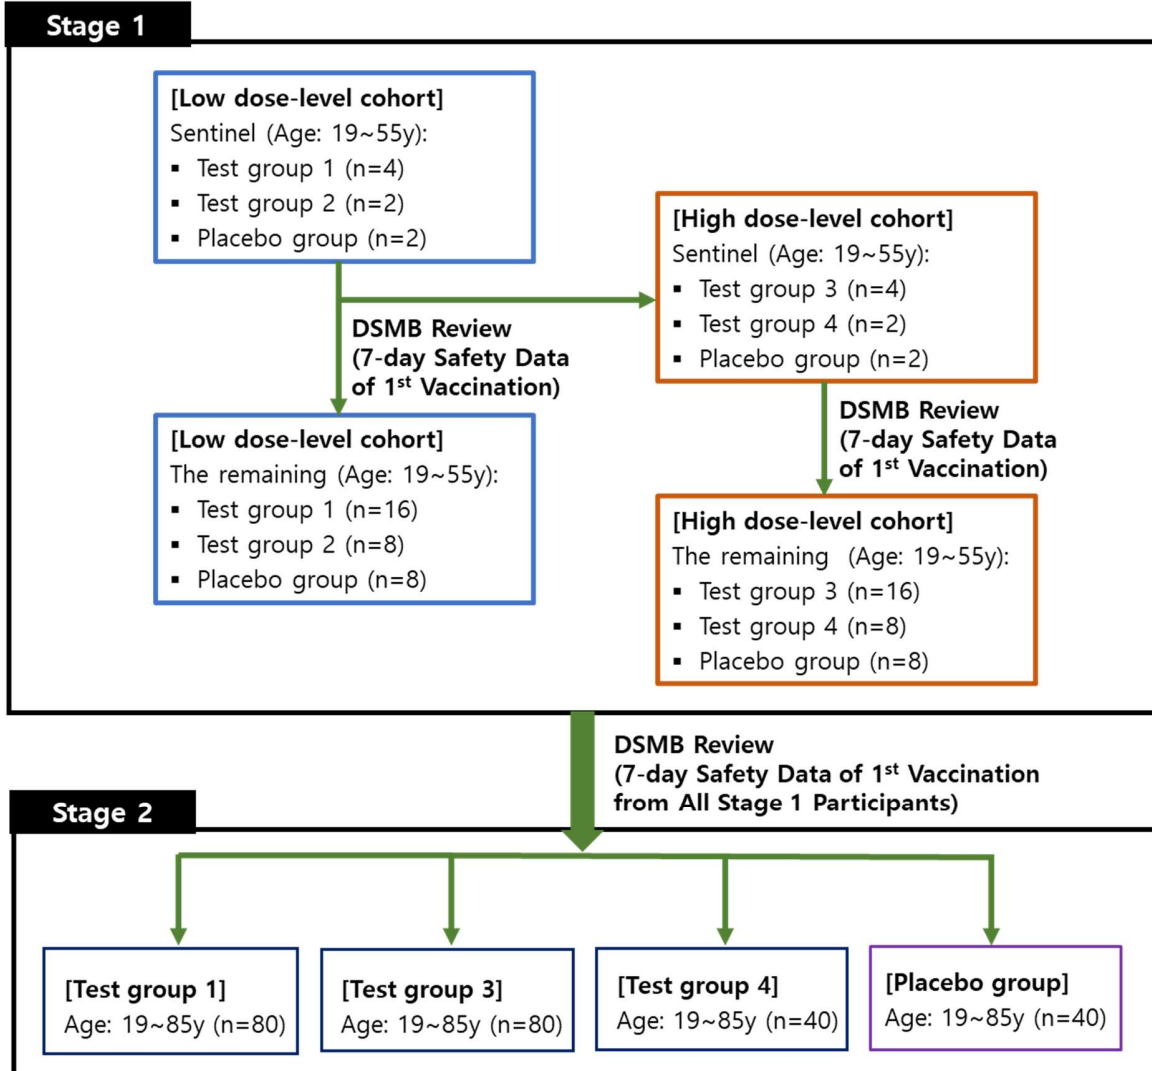 Stage 1
[Low dose-level cohort]
Sentinel (Age: 19~55y):
▪ Test group 1 (n=4)
▪ Test group 2 (n=2)
▪ Placebo group (n=2)
[High dose-level cohort]
Sentinel (Age: 19~55y):
▪ Test group 3 (n=4)
▪ Test group 4 (n=2)
▪ Placebo group (n=2)
DSMB Review
(7-day Safety Data
of 1st Vaccination)
[Low dose-level cohort]
The remaining (Age: 19~55y):
▪ Test group 1 (n=16)
▪ Test group 2 (n=8)
▪ Placebo group (n=8)
DSMB Review
(7-day Safety Data
of 1st Vaccination)
[High dose-level cohort]
The remaining (Age: 19~55y):
▪ Test group 3 (n=16)
▪ Test group 4 (n=8)
▪ Placebo group (n=8)
DSMB Review
(7-day Safety Data of 1st Vaccination
from All Stage 1 Participants)
Stage 2
[Test group 1]
Age: 19~85y (n=80)
[Test group 3]
Age: 19~85y (n=80)
[Test group 4]
Age: 19~85y (n=40)
[Placebo group]
Age: 19~85y (n=40)